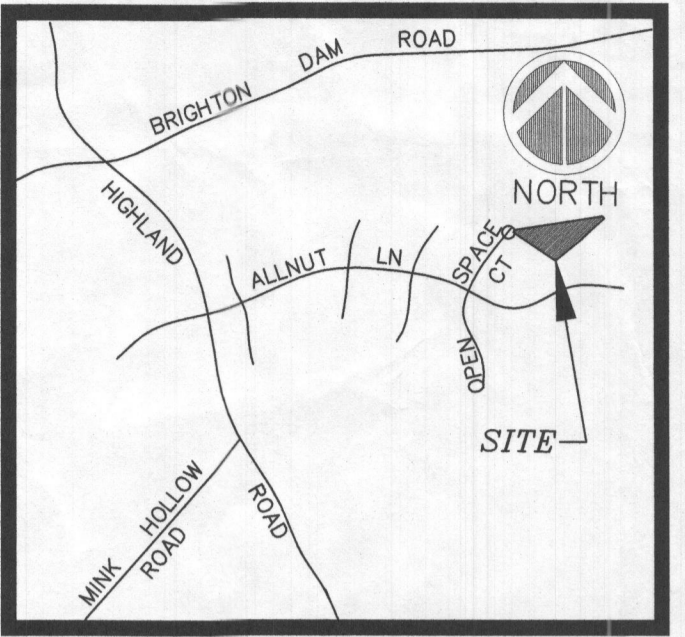 BRIGHTON DAM ROAD
NORTH
HIGHLAND ROAD
ALLNUT LN
OPEN SPACE CT
SITE
MINK HOLLOW ROAD